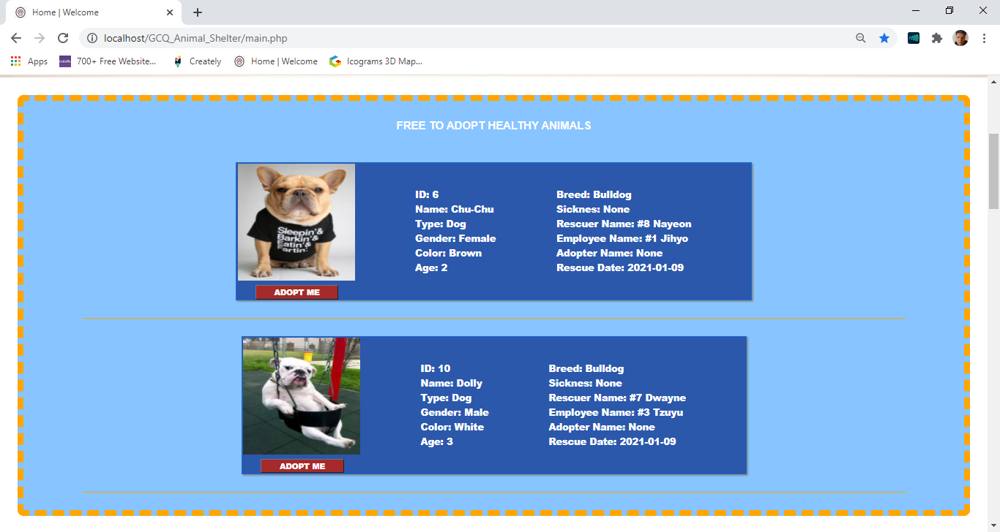 Home | Welcome
localhost/GCQ_Animal_Shelter/main.php
Apps
700+ Free Website...
Creately
Home | Welcome
Icograms 3D Map...
FREE TO ADOPT HEALTHY ANIMALS
Sleepin'&
Barkin'&
Eatin'&
Fartin'
ADOPT ME
ID: 6
Name: Chu-Chu
Type: Dog
Gender: Female
Color: Brown
Age: 2
Breed: Bulldog
Sicknes: None
Rescuer Name: #8 Nayeon
Employee Name: #1 Jihyo
Adopter Name: None
Rescue Date: 2021-01-09
ADOPT ME
ID: 10
Name: Dolly
Type: Dog
Gender: Male
Color: White
Age: 3
Breed: Bulldog
Sicknes: None
Rescuer Name: #7 Dwayne
Employee Name: #3 Tzuyu
Adopter Name: None
Rescue Date: 2021-01-09